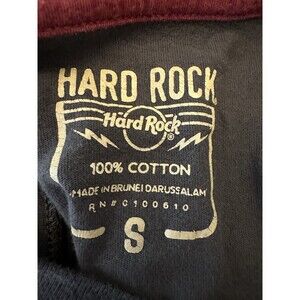 HARD ROCK
Hard Rock
®
100% COTTON
MADE IN BRUNEI DARUSSALAM
RN# C100610
S